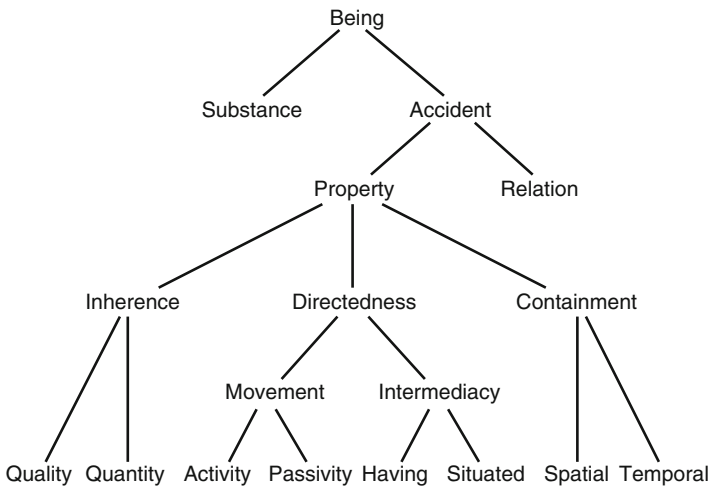 Being
Substance Accident
Property Relation
Inherence Directedness Containment
Movement Intermediacy
Quality Quantity Activity Passivity Having Situated Spatial Temporal